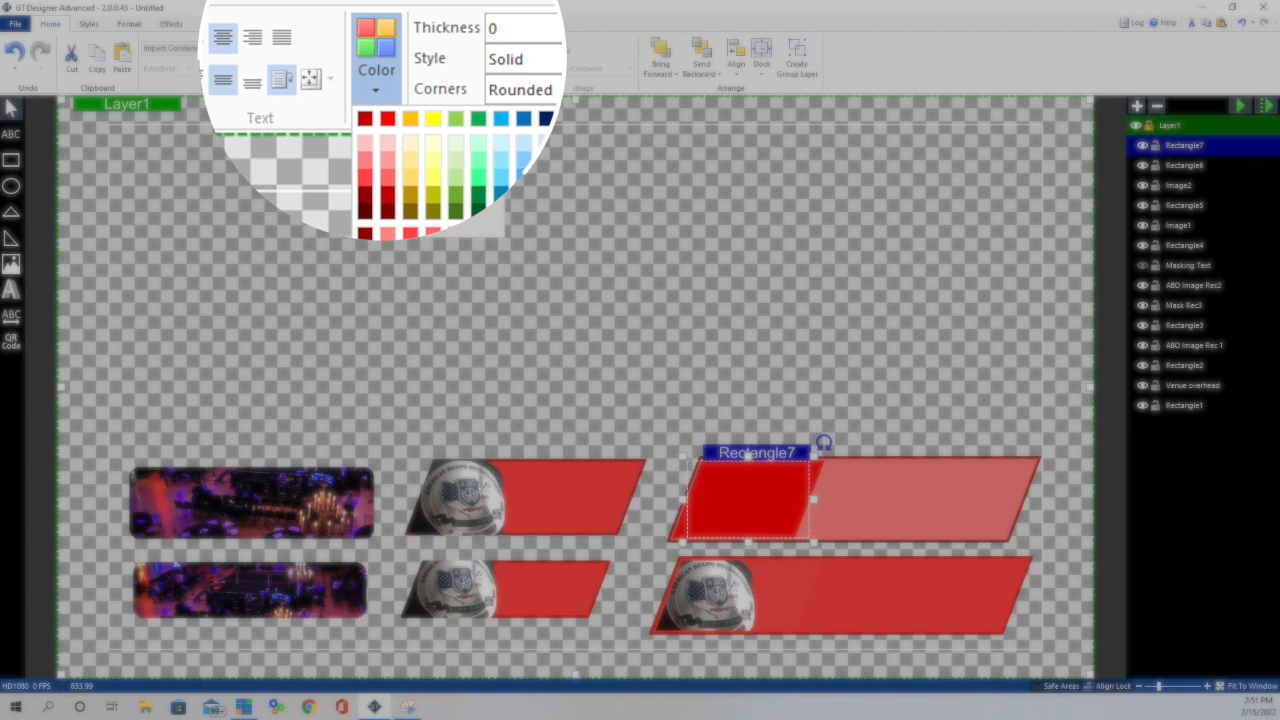 GT Designer Advanced - 2.0.0.43 - Untitled
File Home Styles Format Effects
Log Help
Impact Conden
ExtraBold
Cut Copy Paste
Undo Clipboard
Text
Color
Thickness 0
Style Solid
Corners Rounded
Centered
Image
Bring Forward
Send Backward
Align
Dock
Create Group Layer
Arrange
Layer1
ABC
ABC
QR Code
Rectangle7
Layer1
Rectangle7
Rectangle6
Image2
Rectangle5
Image1
Rectangle4
Masking Text
ABO Image Rec2
Mask Rec3
Rectangle3
ABO Image Rec 1
Rectangle2
Venue overhead
Rectangle1
HD1080 0 FPS 833,99
Safe Areas Align Lock Fit To Window
2:51 PM
2/15/2022